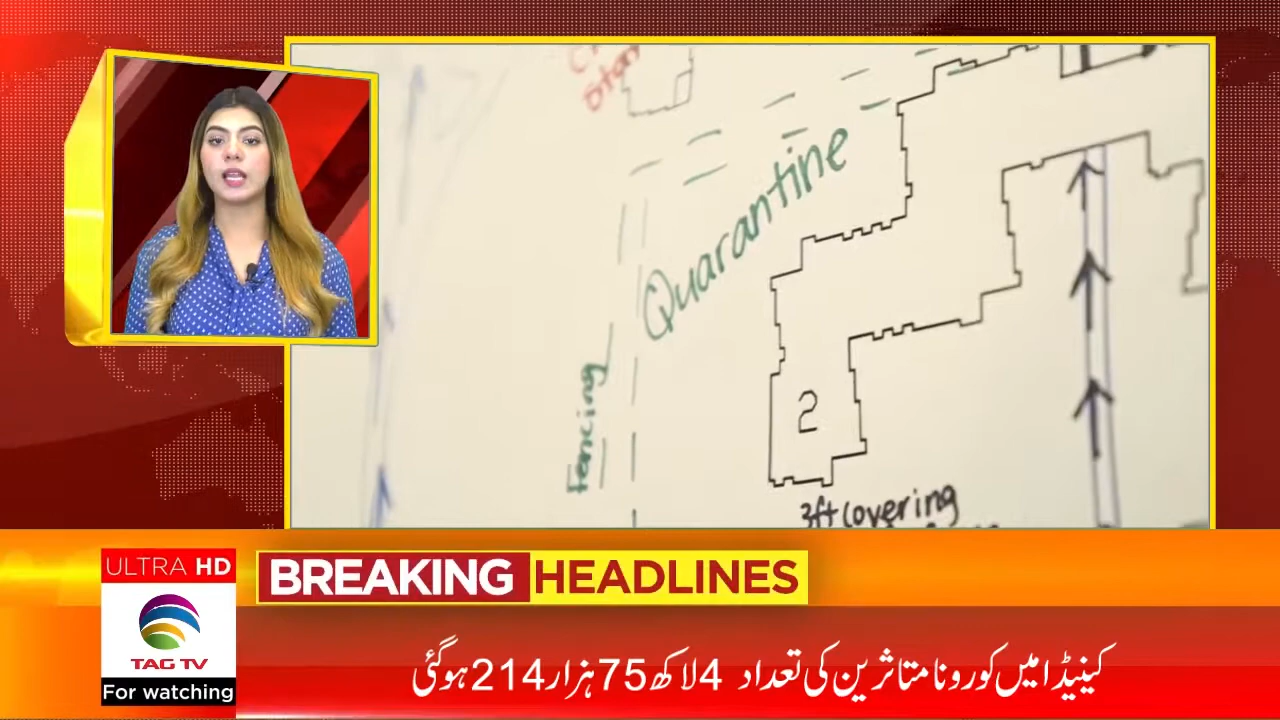 Quarantine
Fencing
2
3ft covering
ULTRA HD
TAG TV
For watching
BREAKING HEADLINES
کینیڈا میں کورونا متاثرین کی تعداد 4 لاکھ 75 ہزار 214 ہوگئی